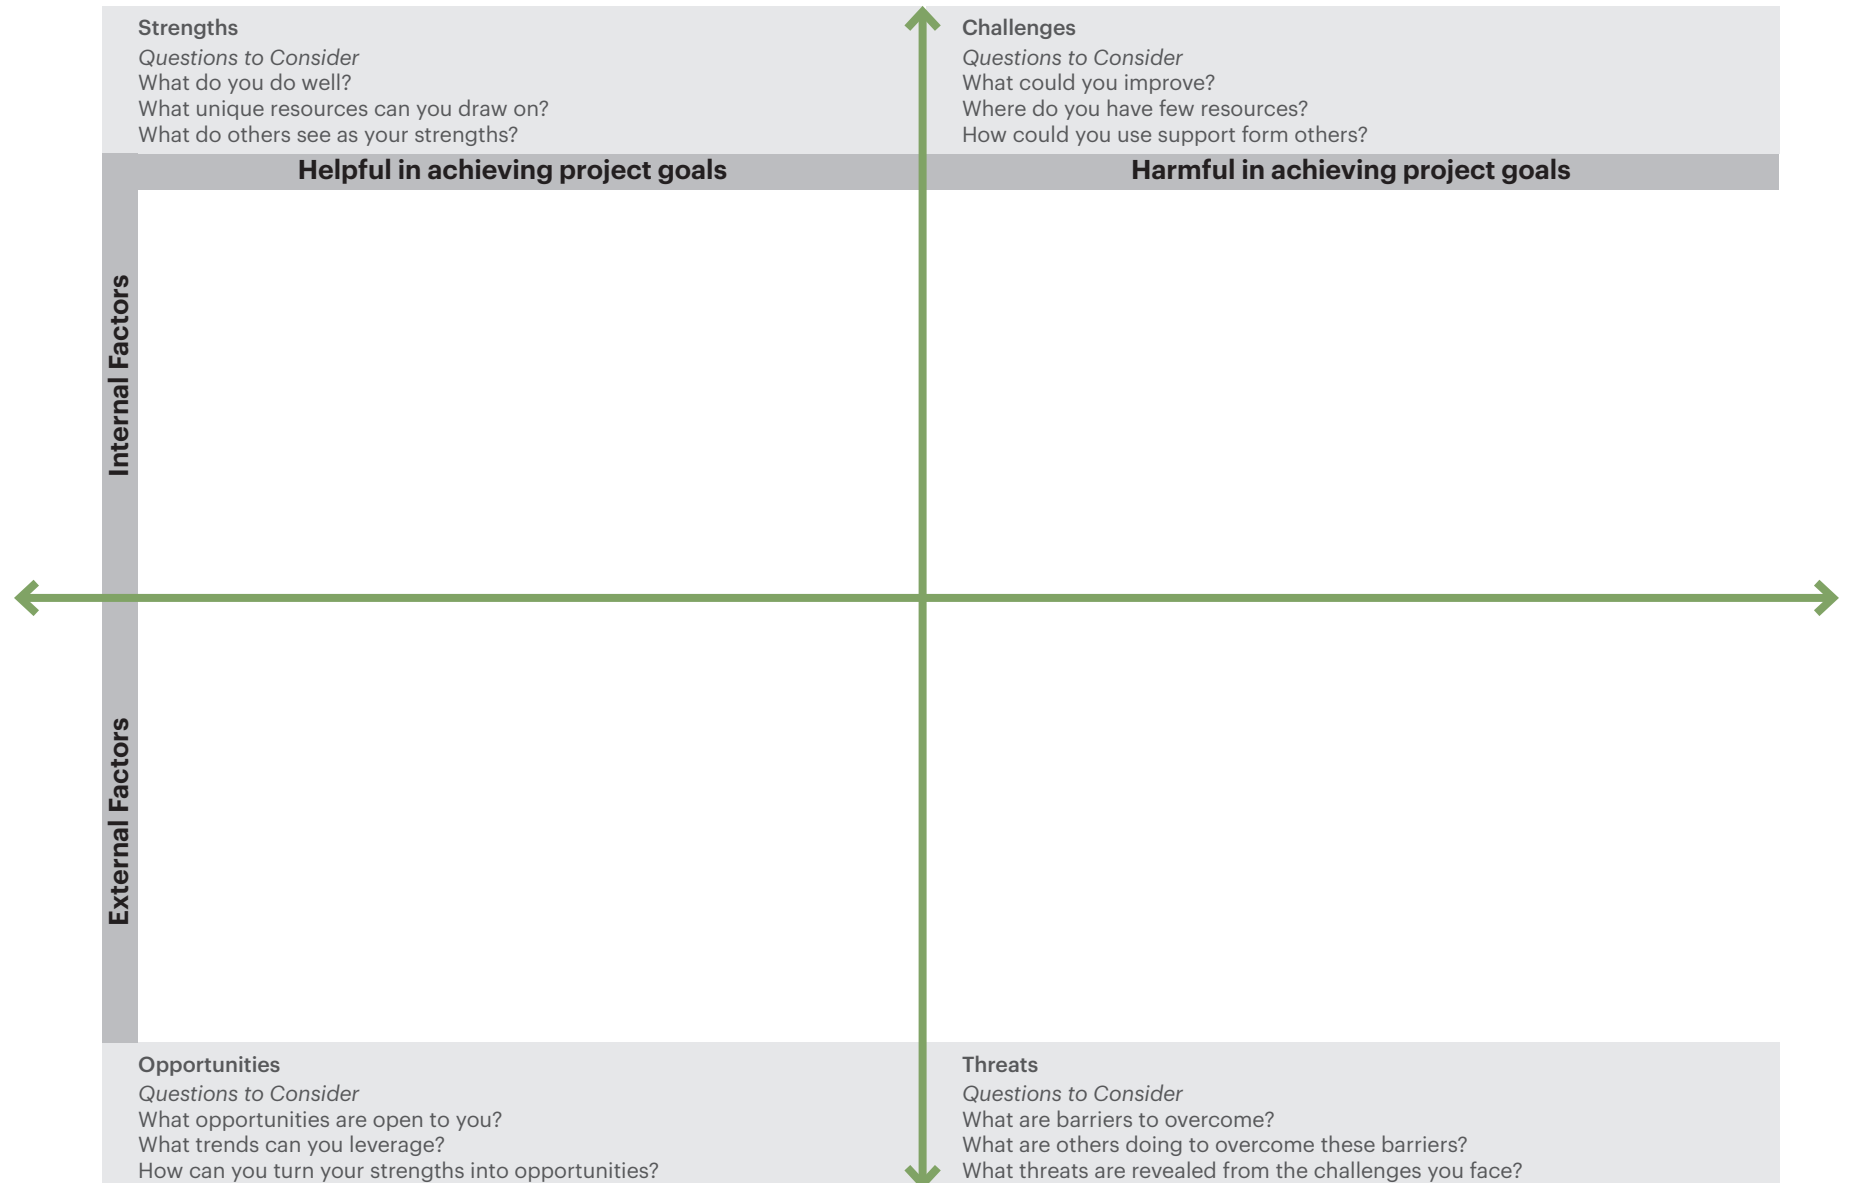 Strengths
Questions to Consider
What do you do well?
What unique resources can you draw on?
What do others see as your strengths?
Challenges
Questions to Consider
What could you improve?
Where do you have few resources?
How could you use support form others?
Helpful in achieving project goals
Harmful in achieving project goals
Internal Factors
External Factors
Opportunities
Questions to Consider
What opportunities are open to you?
What trends can you leverage?
How can you turn your strengths into opportunities?
Threats
Questions to Consider
What are barriers to overcome?
What are others doing to overcome these barriers?
What threats are revealed from the challenges you face?